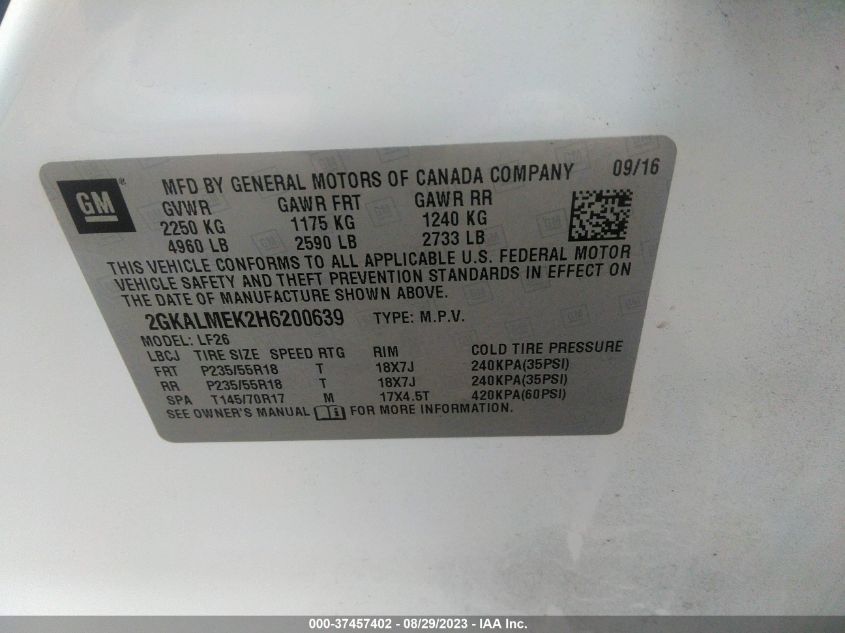 GM ®
MFD BY GENERAL MOTORS OF CANADA COMPANY 09/16
GVWR GAWR FRT GAWR RR
2250 KG 1175 KG 1240 KG
4960 LB 2590 LB 2733 LB
THIS VEHICLE CONFORMS TO ALL APPLICABLE U.S. FEDERAL MOTOR
VEHICLE SAFETY AND THEFT PREVENTION STANDARDS IN EFFECT ON
THE DATE OF MANUFACTURE SHOWN ABOVE.
2GKALMEK2H6200639 TYPE: M.P.V.
MODEL: LF26
LBCJ TIRE SIZE SPEED RTG RIM COLD TIRE PRESSURE
FRT P235/55R18 T 18X7J 240KPA(35PSI)
RR P235/55R18 T 18X7J 240KPA(35PSI)
SPA T145/70R17 M 17X4.5T 420KPA(60PSI)
SEE OWNER'S MANUAL FOR MORE INFORMATION.
000-37457402 - 08/29/2023 - IAA Inc.